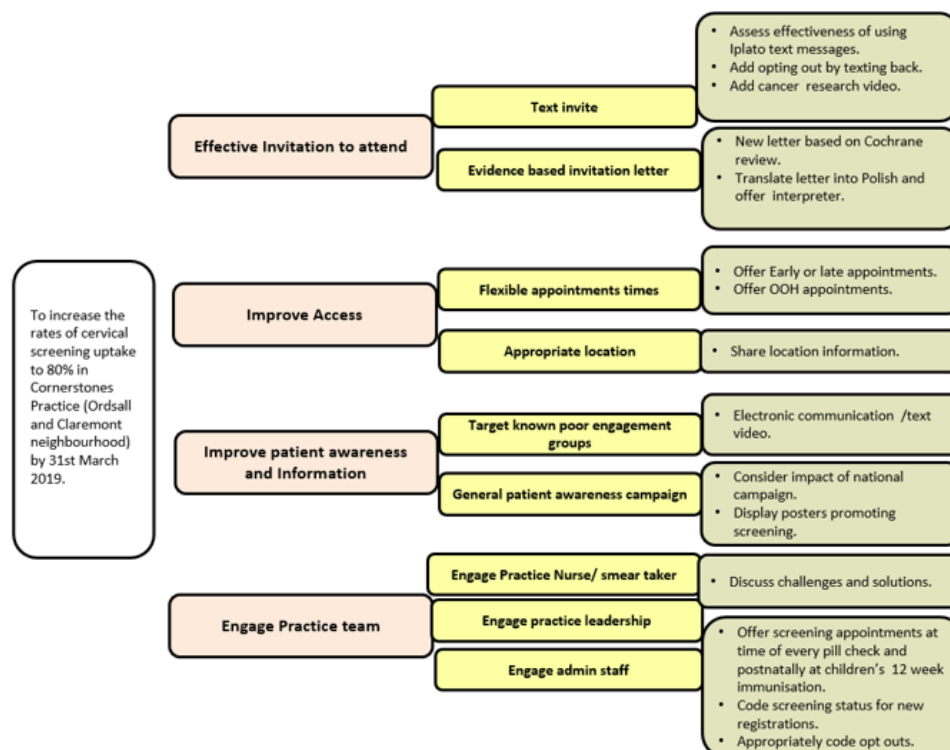 To increase the
rates of cervical
screening uptake
to 80% in
Cornerstones
Practice (Ordsall
and Claremont
neighbourhood)
by 31st March
2019.
Effective Invitation to attend
Text invite
• Assess effectiveness of using
Iplato text messages.
• Add opting out by texting back.
• Add cancer research video.
Evidence based invitation letter
• New letter based on Cochrane
review.
• Translate letter into Polish and
offer interpreter.
Improve Access
Flexible appointments times
• Offer Early or late appointments.
• Offer OOH appointments.
Appropriate location
• Share location information.
Improve patient awareness
and Information
Target known poor engagement
groups
• Electronic communication /text
video.
General patient awareness campaign
• Consider impact of national
campaign.
• Display posters promoting
screening.
Engage Practice team
Engage Practice Nurse/ smear taker
• Discuss challenges and solutions.
Engage practice leadership
Engage admin staff
• Offer screening appointments at
time of every pill check and
postnatally at children's 12 week
immunisation.
• Code screening status for new
registrations.
• Appropriately code opt outs.